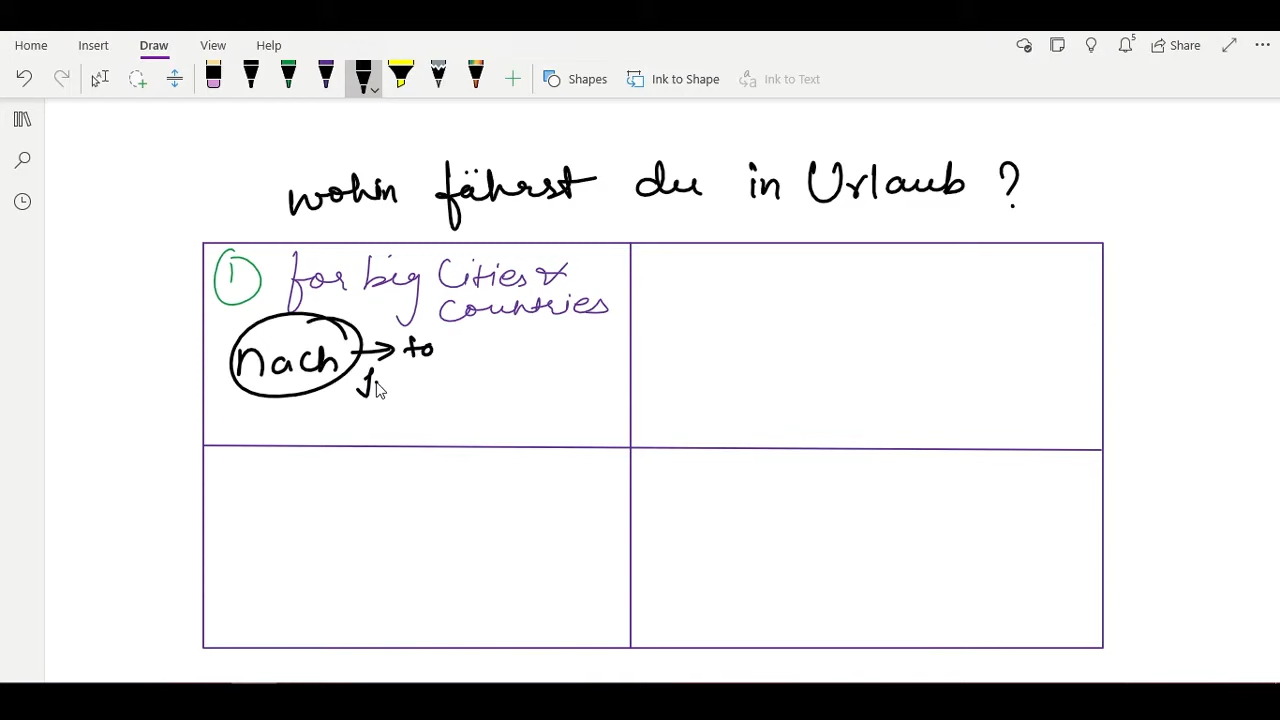 Home Insert Draw View Help 5 Share
Shapes Ink to Shape Ink to Text
wohin fährst du in Urlaub ?
① for big Cities &
countries
nach → to